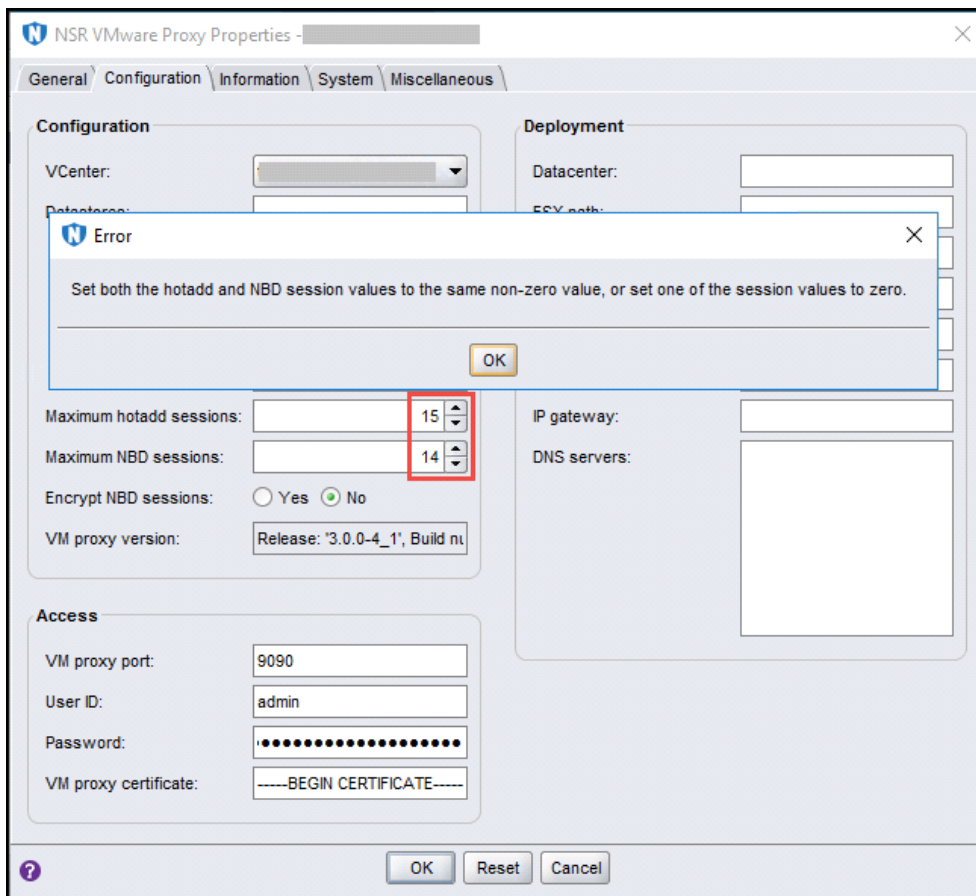 NSR VMware Proxy Properties -
General Configuration Information System Miscellaneous
Configuration
VCenter:
Datastores:
Error
Set both the hotadd and NBD session values to the same non-zero value, or set one of the session values to zero.
OK
Maximum hotadd sessions: 15
Maximum NBD sessions: 14
Encrypt NBD sessions: Yes No
VM proxy version: Release: '3.0.0-4_1', Build nu
Access
VM proxy port: 9090
User ID: admin
Password: ●●●●●●●●●●●●●●●●●●●
VM proxy certificate: -----BEGIN CERTIFICATE-----
Deployment
Datacenter:
ESX path:
IP gateway:
DNS servers:
?
OK Reset Cancel